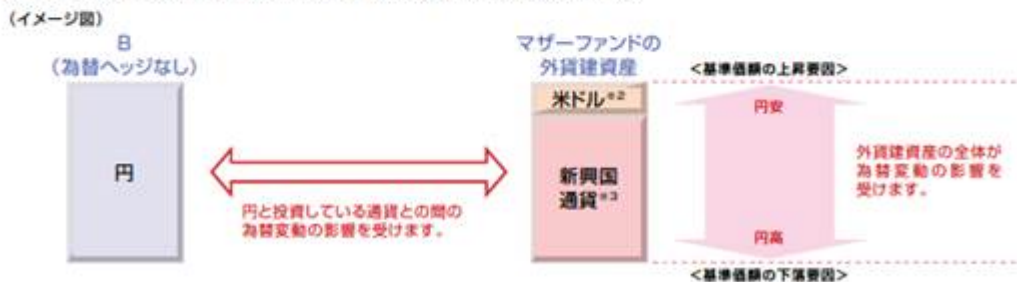 (イメージ図)
B
(為替ヘッジなし)
円
円と投資している通貨との間の
為替変動の影響を受けます。
マザーファンドの
外貨建資産
米ドル※2
新興国
通貨※3
<基準価額の上昇要因>
円安
外貨建資産の全体が
為替変動の影響を
受けます。
円高
<基準価額の下落要因>